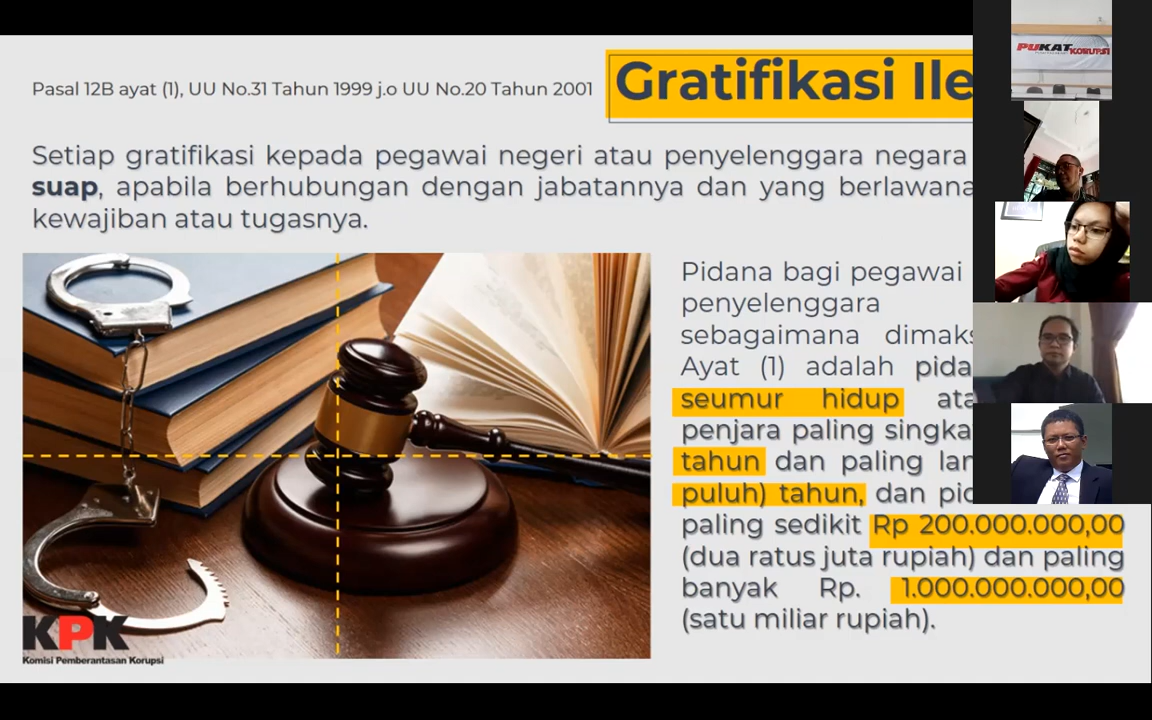 Pasal 12B ayat (1), UU No.31 Tahun 1999 j.o UU No.20 Tahun 2001
Gratifikasi Ile
Setiap gratifikasi kepada pegawai negeri atau penyelenggara negara
suap, apabila berhubungan dengan jabatannya dan yang berlawana
kewajiban atau tugasnya.
Pidana bagi pegawai
penyelenggara
sebagaimana dimaks
Ayat (1) adalah pida
seumur hidup ata
penjara paling singka
tahun dan paling lam
puluh) tahun, dan pid
paling sedikit Rp 200.000.000,00
(dua ratus juta rupiah) dan paling
banyak Rp. 1.000.000.000,00
(satu miliar rupiah).
KPK
Komisi Pemberantasan Korupsi
PUKAT
KORUPSI